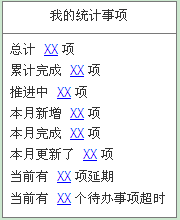 我的统计事项
总计 XX 项
累计完成 XX 项
推进中 XX 项
本月新增 XX 项
本月完成 XX 项
本月更新了 XX 项
当前有 XX 项延期
当前有 XX 个待办事项超时